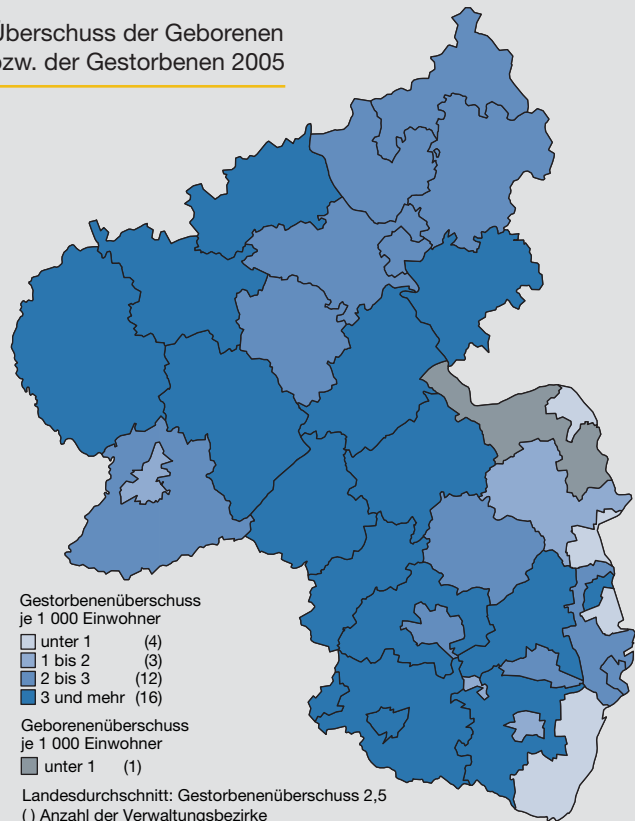 Überschuss der Geborenen
bzw. der Gestorbenen 2005
Gestorbenenüberschuss
je 1 000 Einwohner
unter 1 (4)
1 bis 2 (3)
2 bis 3 (12)
3 und mehr (16)
Geborenenüberschuss
je 1 000 Einwohner
unter 1 (1)
Landesdurchschnitt: Gestorbenenüberschuss 2,5
( ) Anzahl der Verwaltungsbezirke